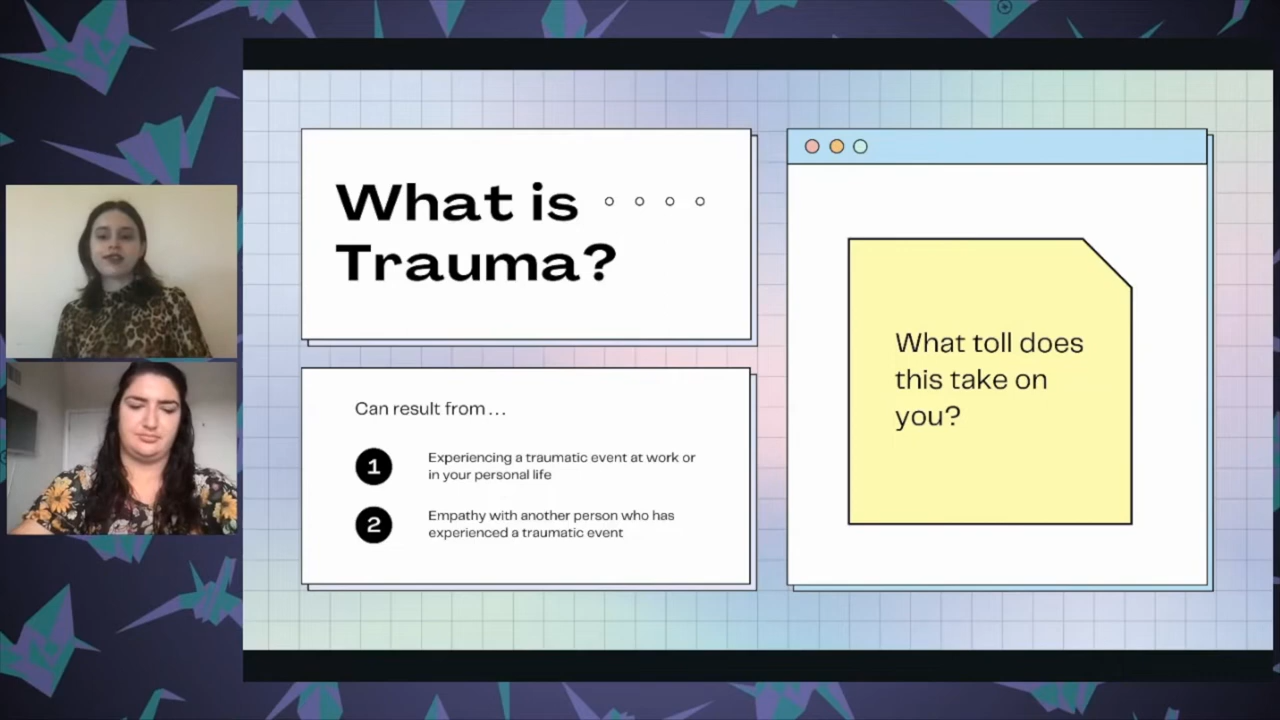 What is
Trauma?
Can result from...
1
Experiencing a traumatic event at work or
in your personal life
2
Empathy with another person who has
experienced a traumatic event
What toll does
this take on
you?